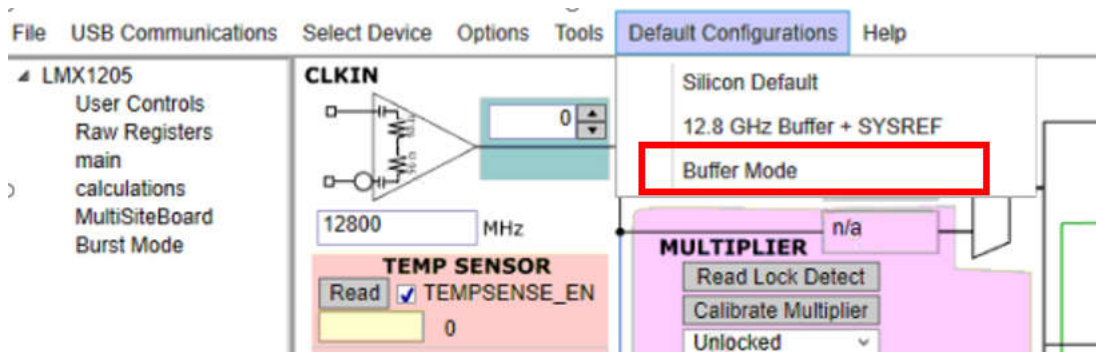 File USB Communications Select Device Options Tools Default Configurations Help
LMX1205
User Controls
Raw Registers
main
calculations
MultiSiteBoard
Burst Mode
CLKIN
0
12800 MHz
TEMP SENSOR
Read TEMPSENSE_EN
0
Silicon Default
12.8 GHz Buffer + SYSREF
Buffer Mode
n/a
MULTIPLIER
Read Lock Detect
Calibrate Multiplier
Unlocked